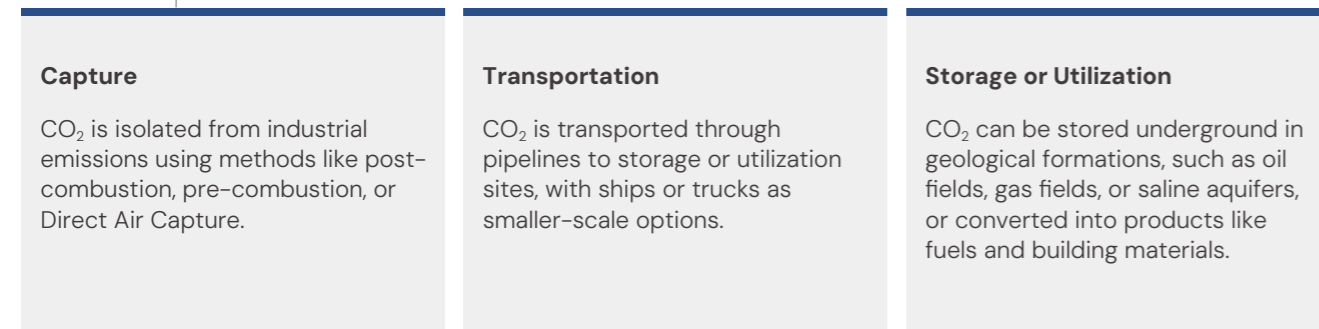 Capture
CO₂ is isolated from industrial
emissions using methods like post-
combustion, pre-combustion, or
Direct Air Capture.
Transportation
CO₂ is transported through
pipelines to storage or utilization
sites, with ships or trucks as
smaller-scale options.
Storage or Utilization
CO₂ can be stored underground in
geological formations, such as oil
fields, gas fields, or saline aquifers,
or converted into products like
fuels and building materials.